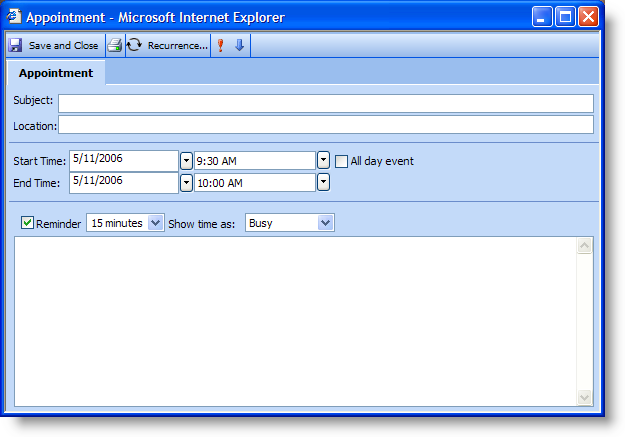 Appointment - Microsoft Internet Explorer
Save and Close Recurrence...
Appointment
Subject:
Location:
Start Time: 5/11/2006 9:30 AM All day event
End Time: 5/11/2006 10:00 AM
Reminder 15 minutes Show time as: Busy